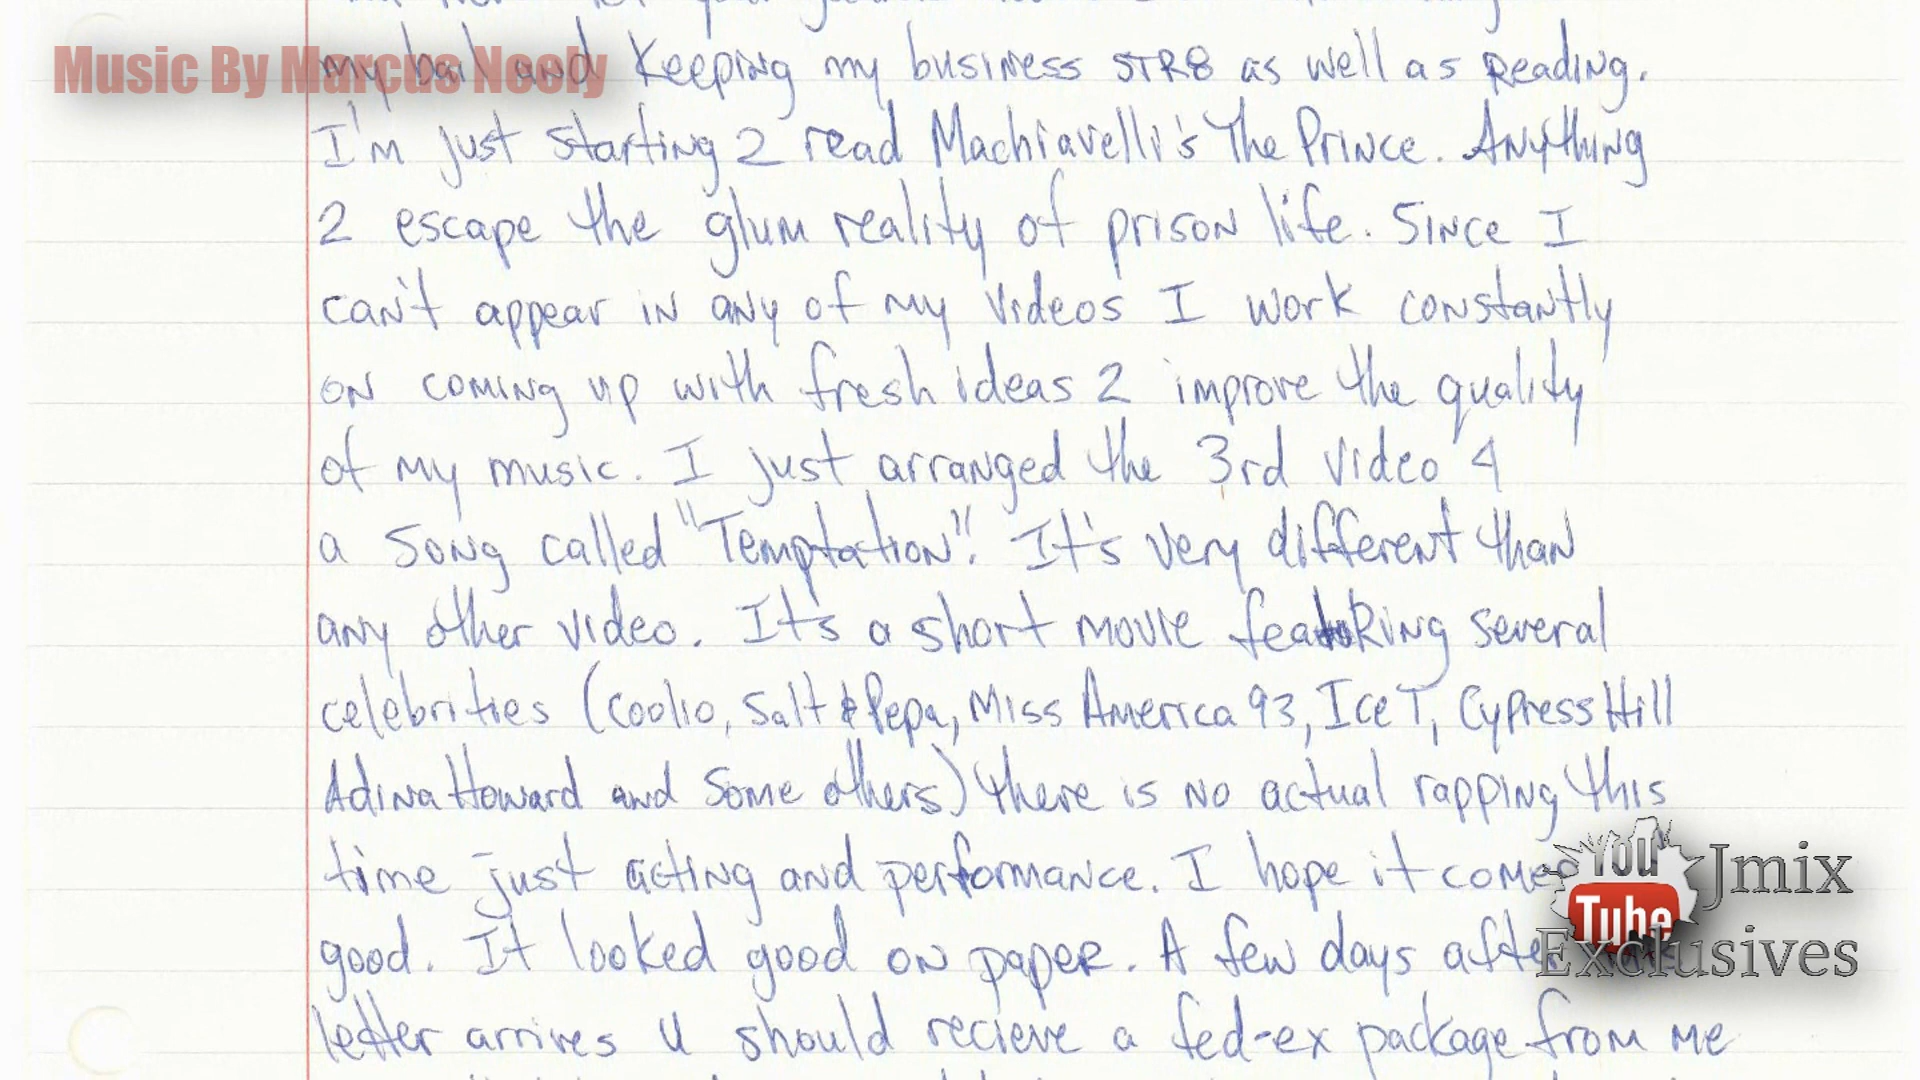 Music By Marcus Neely
my bail and Keeping my business STR8 as well as Reading.
I'm just starting 2 read Machiavelli's The Prince. Anything
2 escape the glum reality of prison life. Since I
can't appear in any of my videos I work constantly
on coming up with fresh ideas 2 improve the quality
of my music. I just arranged the 3rd video 4
a song called "Temptation". It's very different than
any other video. It's a short movie featuring several
celebrities (Coolio, Salt & Pepa, Miss America 93, Ice T, Cypress Hill
Adina Howard and some others) there is no actual rapping this
time just acting and performance. I hope it comes
good. It looked good on paper. A few days after
letter arrives U should recieve a fed-ex package from me
You Tube Jmix
Exclusives